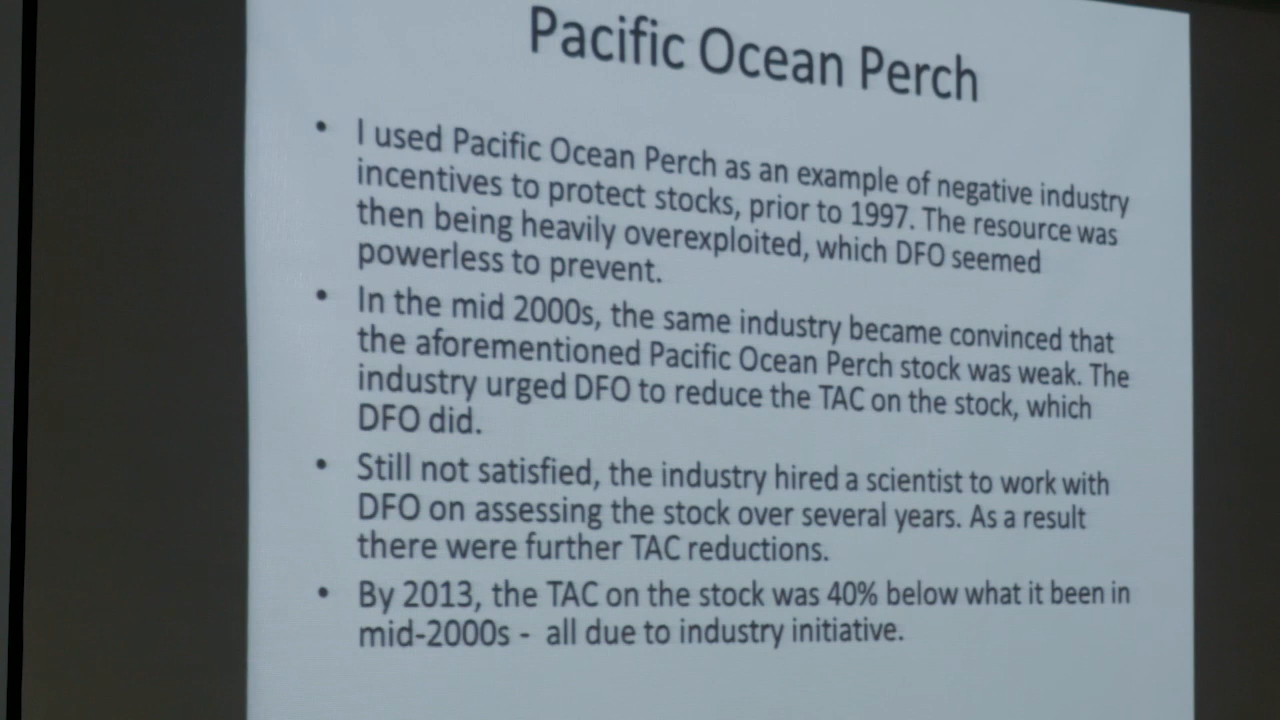 Pacific Ocean Perch
• I used Pacific Ocean Perch as an example of negative industry
incentives to protect stocks, prior to 1997. The resource was
then being heavily overexploited, which DFO seemed
powerless to prevent.
• In the mid 2000s, the same industry became convinced that
the aforementioned Pacific Ocean Perch stock was weak. The
industry urged DFO to reduce the TAC on the stock, which
DFO did.
• Still not satisfied, the industry hired a scientist to work with
DFO on assessing the stock over several years. As a result
there were further TAC reductions.
• By 2013, the TAC on the stock was 40% below what it been in
mid-2000s - all due to industry initiative.